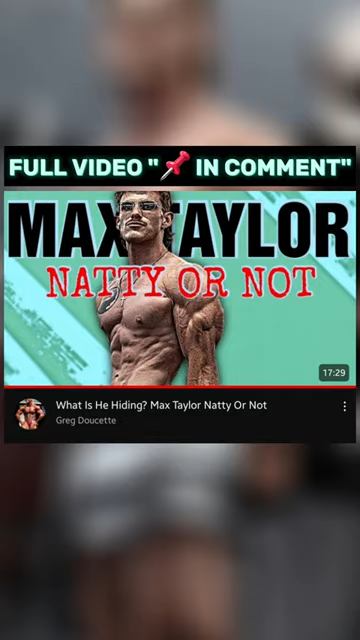 FULL VIDEO "📌 IN COMMENT"
MAX TAYLOR
NATTY OR NOT
17:29
What Is He Hiding? Max Taylor Natty Or Not
Greg Doucette